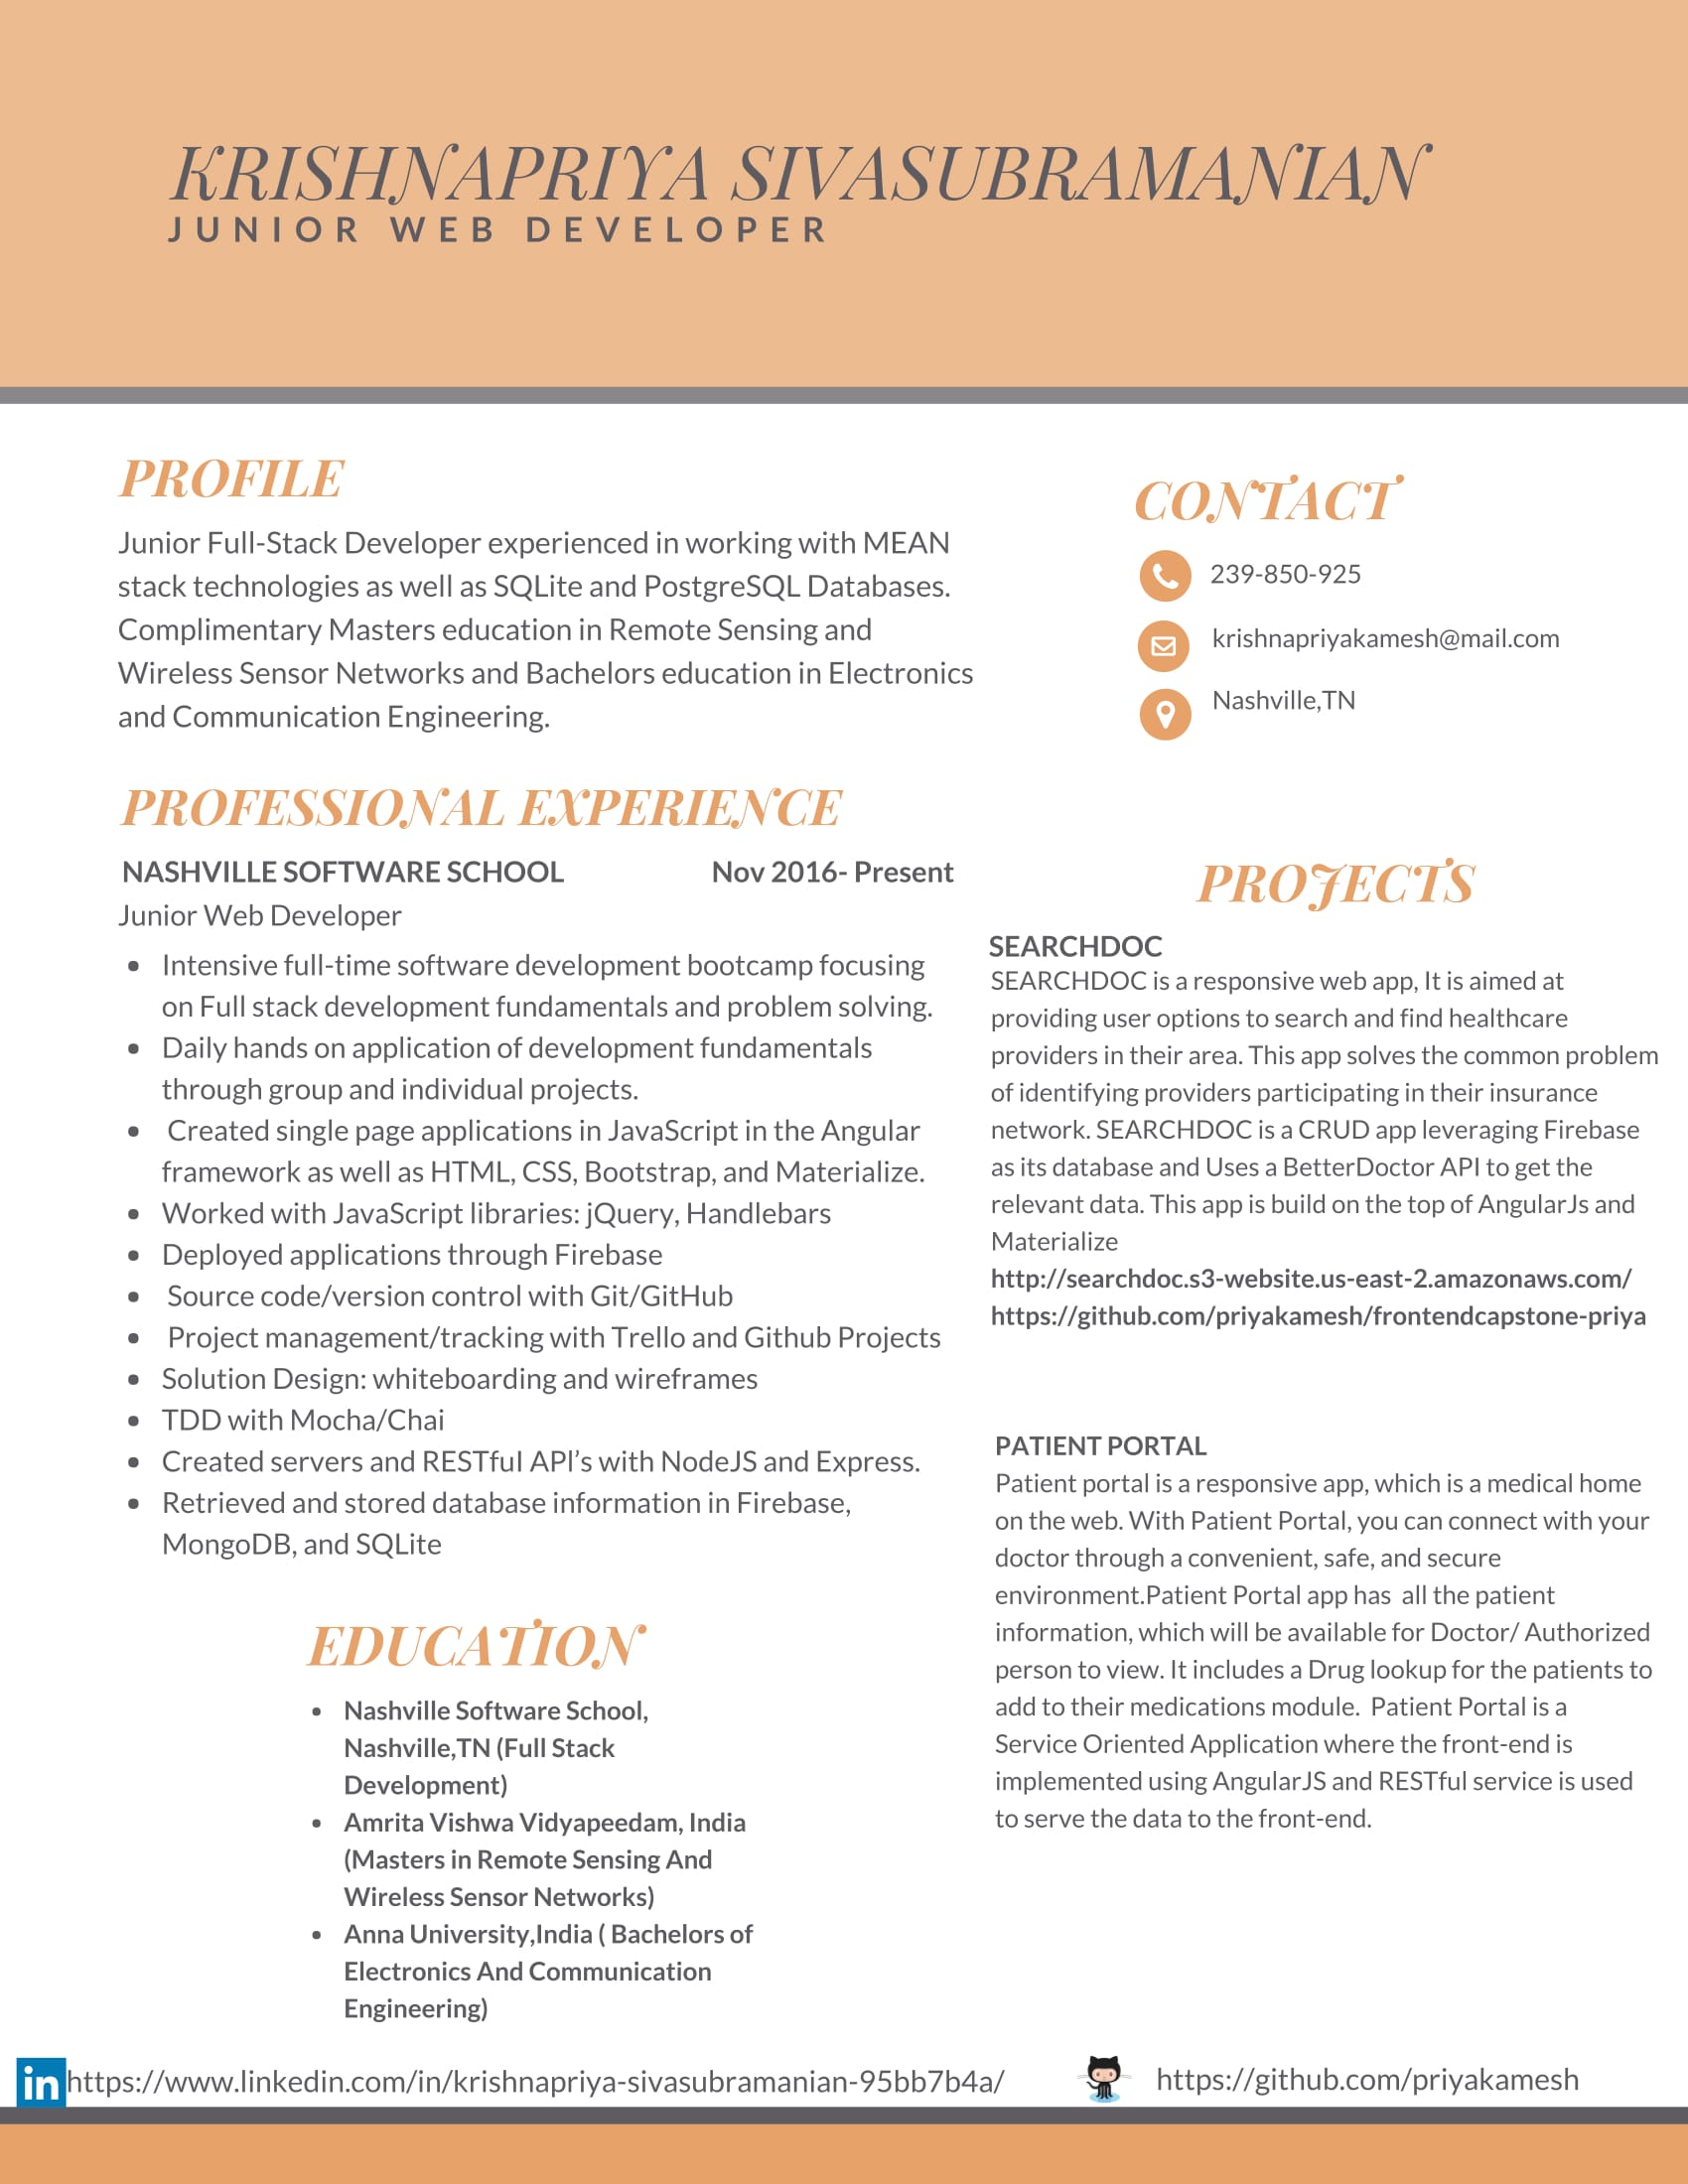 KRISHNAPRIYA SIVASUBRAMANIAN
JUNIOR WEB DEVELOPER
PROFILE
Junior Full-Stack Developer experienced in working with MEAN
stack technologies as well as SQLite and PostgreSQL Databases.
Complimentary Masters education in Remote Sensing and
Wireless Sensor Networks and Bachelors education in Electronics
and Communication Engineering.
CONTACT
239-850-925
krishnapriyakamesh@mail.com
Nashville,TN
PROFESSIONAL EXPERIENCE
NASHVILLE SOFTWARE SCHOOL Nov 2016- Present
Junior Web Developer
• Intensive full-time software development bootcamp focusing
on Full stack development fundamentals and problem solving.
• Daily hands on application of development fundamentals
through group and individual projects.
• Created single page applications in JavaScript in the Angular
framework as well as HTML, CSS, Bootstrap, and Materialize.
• Worked with JavaScript libraries: jQuery, Handlebars
• Deployed applications through Firebase
• Source code/version control with Git/GitHub
• Project management/tracking with Trello and Github Projects
• Solution Design: whiteboarding and wireframes
• TDD with Mocha/Chai
• Created servers and RESTful API's with NodeJS and Express.
• Retrieved and stored database information in Firebase,
MongoDB, and SQLite
EDUCATION
• Nashville Software School,
Nashville,TN (Full Stack
Development)
• Amrita Vishwa Vidyapeedam, India
(Masters in Remote Sensing And
Wireless Sensor Networks)
• Anna University,India ( Bachelors of
Electronics And Communication
Engineering)
PROJECTS
SEARCHDOC
SEARCHDOC is a responsive web app, It is aimed at
providing user options to search and find healthcare
providers in their area. This app solves the common problem
of identifying providers participating in their insurance
network. SEARCHDOC is a CRUD app leveraging Firebase
as its database and Uses a BetterDoctor API to get the
relevant data. This app is build on the top of AngularJs and
Materialize
http://searchdoc.s3-website.us-east-2.amazonaws.com/
https://github.com/priyakamesh/frontendcapstone-priya
PATIENT PORTAL
Patient portal is a responsive app, which is a medical home
on the web. With Patient Portal, you can connect with your
doctor through a convenient, safe, and secure
environment.Patient Portal app has all the patient
information, which will be available for Doctor/ Authorized
person to view. It includes a Drug lookup for the patients to
add to their medications module. Patient Portal is a
Service Oriented Application where the front-end is
implemented using AngularJS and RESTful service is used
to serve the data to the front-end.
in https://www.linkedin.com/in/krishnapriya-sivasubramanian-95bb7b4a/
https://github.com/priyakamesh